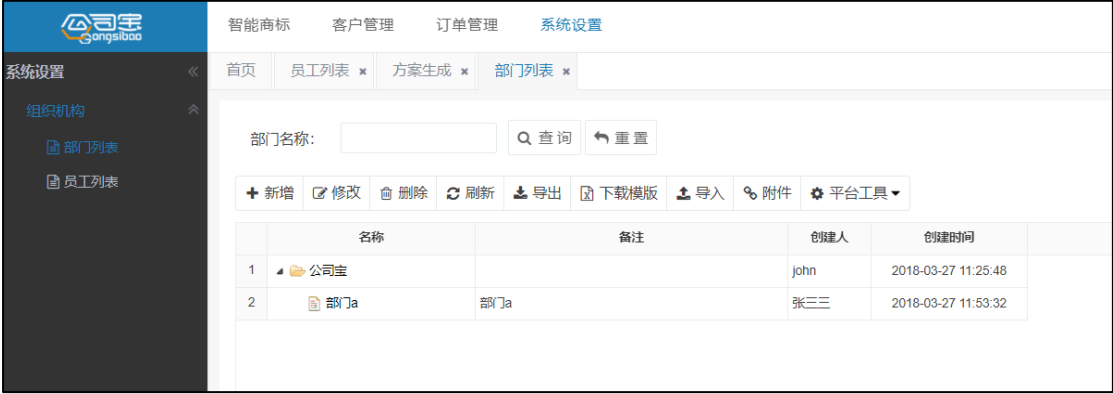 公司宝
Gongsibao
智能商标 客户管理 订单管理 系统设置
系统设置
首页 员工列表 方案生成 部门列表
组织机构
部门列表
员工列表
部门名称: 查询 重置
新增 修改 删除 刷新 导出 下载模版 导入 附件 平台工具
名称 备注 创建人 创建时间
1 公司宝 john 2018-03-27 11:25:48
2 部门a 部门a 张三三 2018-03-27 11:53:32